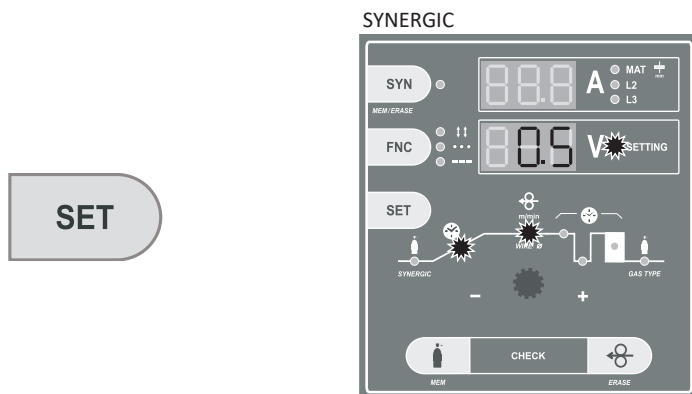 SYNERGIC
SET
SYN
MEM/ERASE
88.8 A
MAT
mm
L2
L3
FNC
0.5 V
SETTING
SET
m/min
WIRE Ø
SYNERGIC
GAS TYPE
- +
CHECK
MEM
ERASE